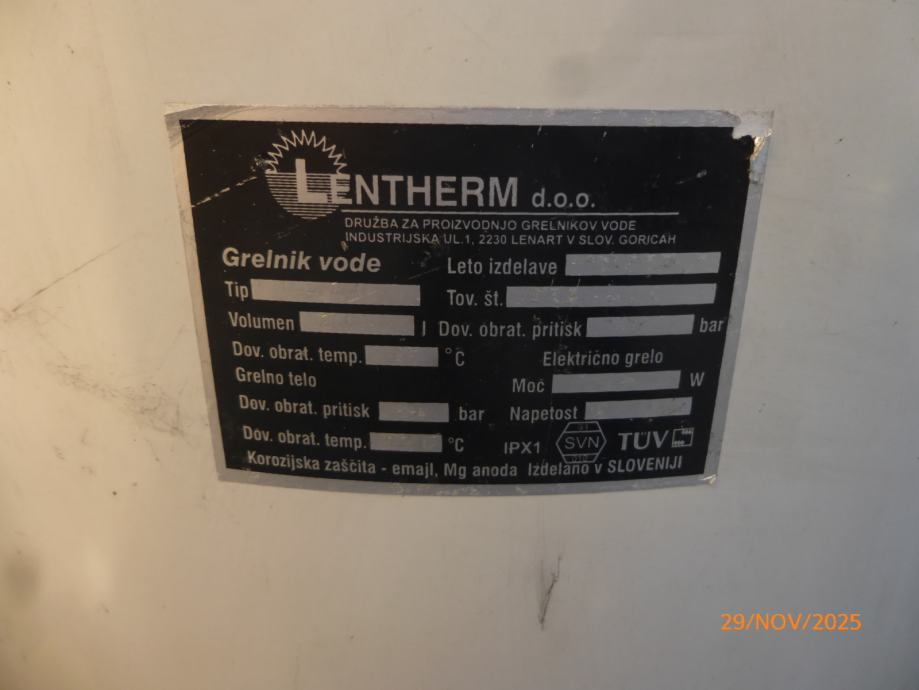 LENTHERM d.o.o.
DRUŽBA ZA PROIZVODNJO GRELNIKOV VODE
INDUSTRIJSKA UL.1, 2230 LENART V SLOV. GORICAH
Grelnik vode Leto izdelave
Tip Tov. št.
Volumen l Dov. obrat. pritisk bar
Dov. obrat. temp. °C Električno grelo
Grelno telo Moč W
Dov. obrat. pritisk bar Napetost
Dov. obrat. temp. °C IPX1 SVN TÜV
Korozijska zaščita - emajl, Mg anoda Izdelano v SLOVENIJI
29/NOV/2025